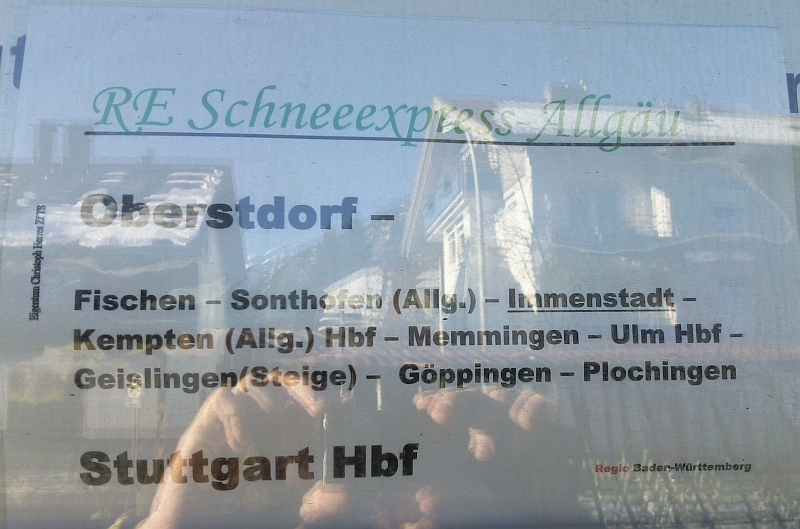 RE Schneeexpress-Allgäu
Oberstdorf –
Fischen – Sonthofen (Allg.) – Immenstadt –
Kempten (Allg.) Hbf – Memmingen – Ulm Hbf –
Geislingen(Steige) – Göppingen – Plochingen
Stuttgart Hbf
Regio Baden-Württemberg